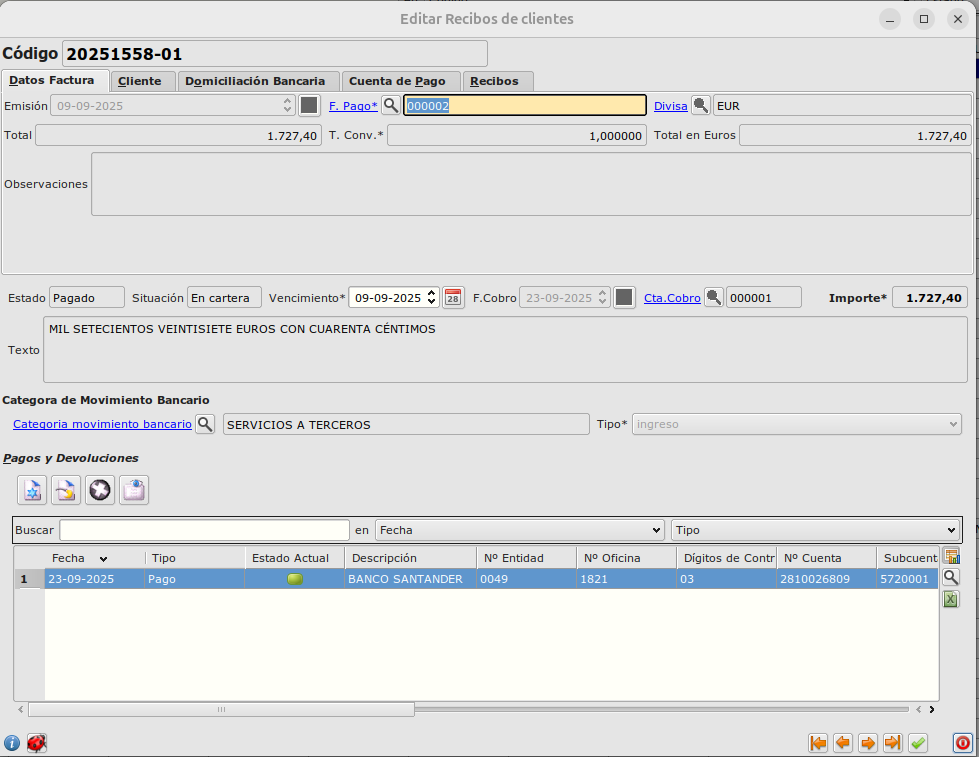 Editar Recibos de clientes
Código 20251558-01
Datos Factura Cliente Domiciliación Bancaria Cuenta de Pago Recibos
Emisión 09-09-2025 F. Pago* 000002 Divisa EUR
Total 1.727,40 T. Conv.* 1,000000 Total en Euros 1.727,40
Observaciones
Estado Pagado Situación En cartera Vencimiento* 09-09-2025 28 F.Cobro 23-09-2025 Cta.Cobro 000001 Importe* 1.727,40
Texto MIL SETECIENTOS VEINTISIETE EUROS CON CUARENTA CÉNTIMOS
Categora de Movimiento Bancario
Categoria movimiento bancario SERVICIOS A TERCEROS Tipo* ingreso
Pagos y Devoluciones
Buscar en Fecha Tipo
Fecha Tipo Estado Actual Descripción Nº Entidad Nº Oficina Dígitos de Contr Nº Cuenta Subcuent
1 23-09-2025 Pago BANCO SANTANDER 0049 1821 03 2810026809 5720001